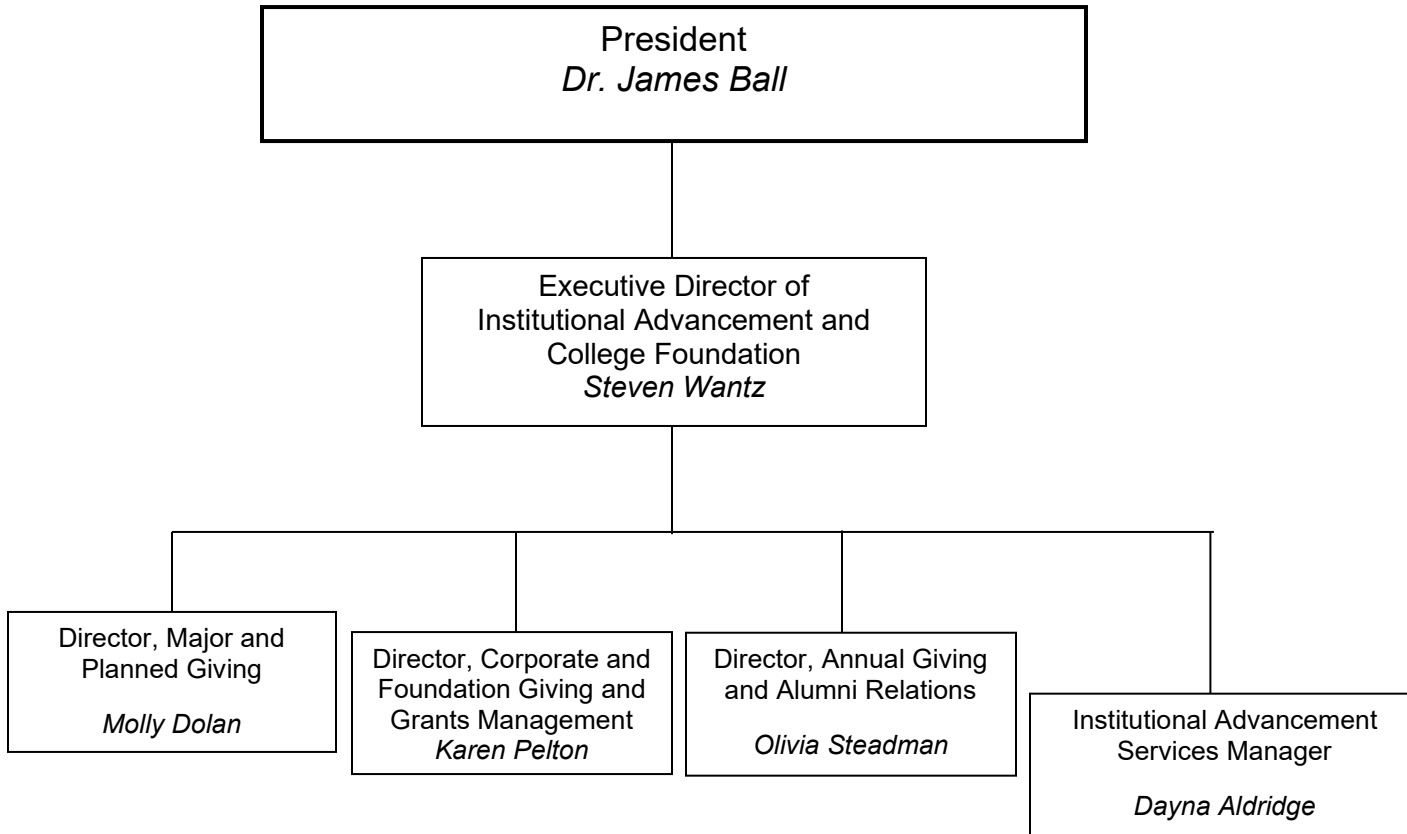 President
Dr. James Ball
Executive Director of
Institutional Advancement and
College Foundation
Steven Wantz
Director, Major and
Planned Giving
Molly Dolan
Director, Corporate and
Foundation Giving and
Grants Management
Karen Pelton
Director, Annual Giving
and Alumni Relations
Olivia Steadman
Institutional Advancement
Services Manager
Dayna Aldridge